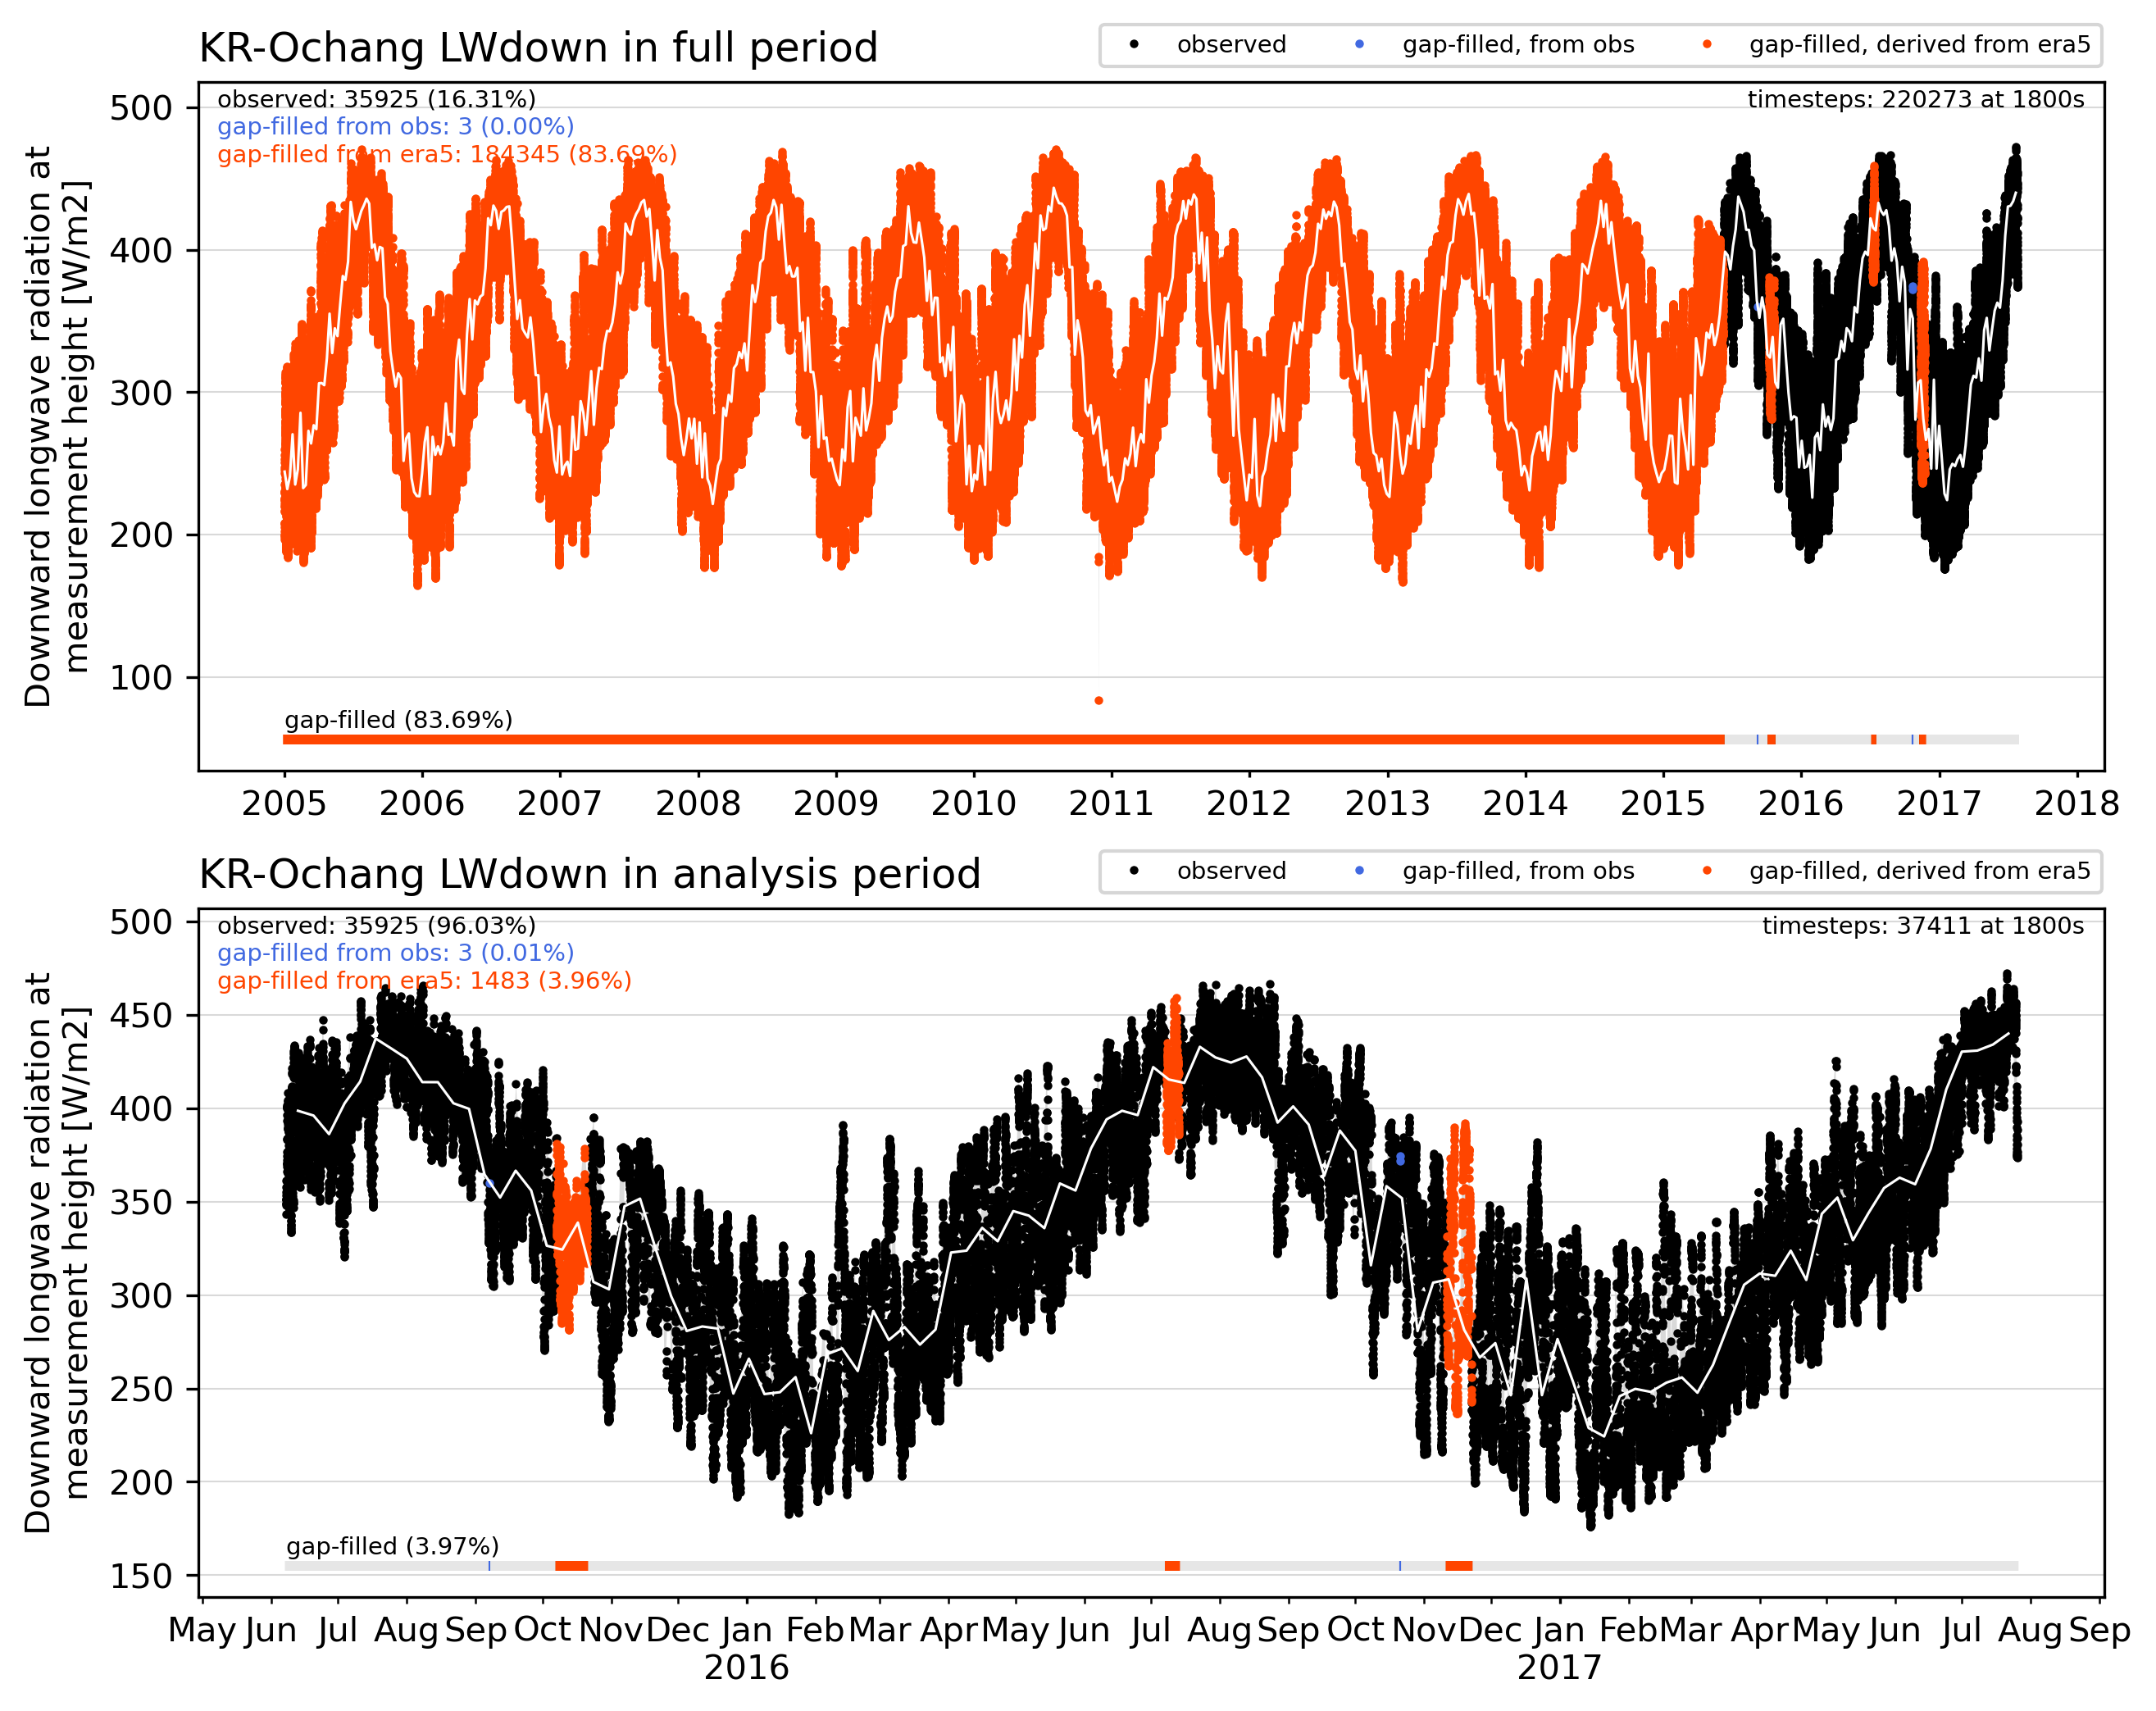 KR-Ochang LWdown in full period
observed gap-filled, from obs gap-filled, derived from era5
observed: 35925 (16.31%)
timesteps: 220273 at 1800s
gap-filled from obs: 3 (0.00%)
gap-filled from era5: 184345 (83.69%)
Downward longwave radiation at
measurement height [W/m2]
500
400
300
200
100
gap-filled (83.69%)
2005 2006 2007 2008 2009 2010 2011 2012 2013 2014 2015 2016 2017 2018
KR-Ochang LWdown in analysis period
observed gap-filled, from obs gap-filled, derived from era5
observed: 35925 (96.03%)
timesteps: 37411 at 1800s
gap-filled from obs: 3 (0.01%)
gap-filled from era5: 1483 (3.96%)
Downward longwave radiation at
measurement height [W/m2]
500
450
400
350
300
250
200
150
gap-filled (3.97%)
May Jun Jul Aug Sep Oct Nov Dec Jan Feb Mar Apr May Jun Jul Aug Sep Oct Nov Dec Jan Feb Mar Apr May Jun Jul Aug Sep
2016 2017